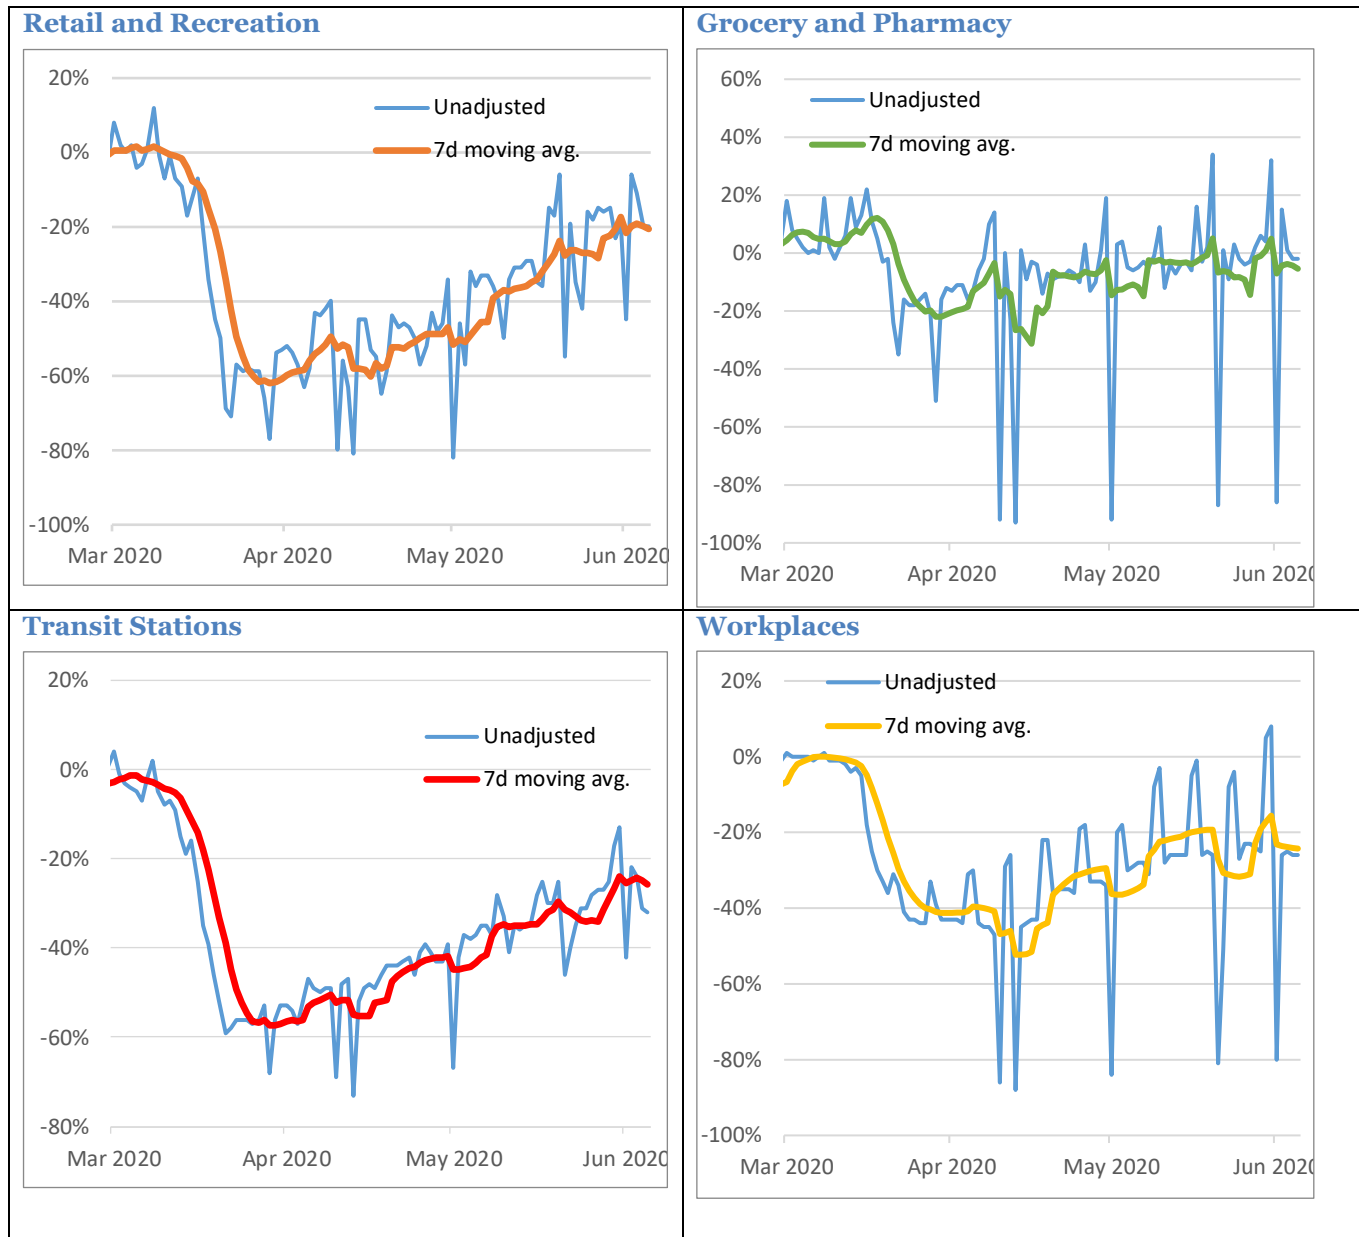 Retail and Recreation
20%
0%
-20%
-40%
-60%
-80%
-100%
Unadjusted
7d moving avg.
Mar 2020 Apr 2020 May 2020 Jun 2020
Grocery and Pharmacy
60%
40%
20%
0%
-20%
-40%
-60%
-80%
-100%
Unadjusted
7d moving avg.
Mar 2020 Apr 2020 May 2020 Jun 2020
Transit Stations
20%
0%
-20%
-40%
-60%
-80%
Unadjusted
7d moving avg.
Mar 2020 Apr 2020 May 2020 Jun 2020
Workplaces
20%
0%
-20%
-40%
-60%
-80%
-100%
Unadjusted
7d moving avg.
Mar 2020 Apr 2020 May 2020 Jun 2020